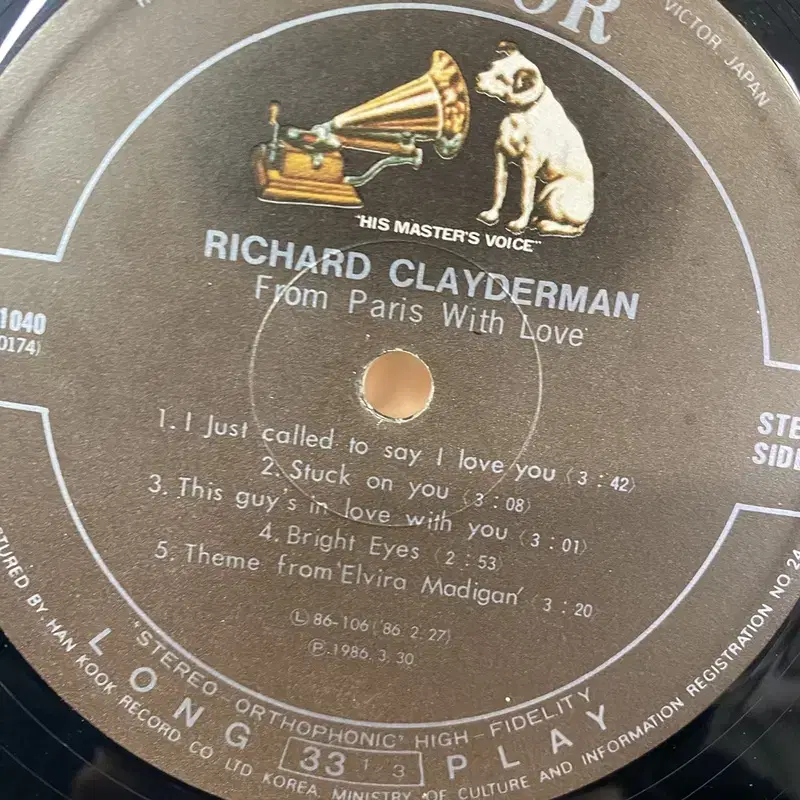 VICTOR JAPAN
"HIS MASTER'S VOICE"
RICHARD CLAYDERMAN
From Paris With Love
1040
0174)
1. I Just called to say I love you (3:42)
2. Stuck on you (3:08)
3. This guy's in love with you (3:01)
4. Bright Eyes (2:53)
5. Theme from 'Elvira Madigan' (3:20
Ⓛ 86-106('86.2.27)
Ⓟ.1986.3.30.
"STEREO-ORTHOPHONIC" HIGH-FIDELITY
LONG 33 1/3 PLAY
BY HAN KOOK RECORD CO LTD KOREA. MINISTRY OF CULTURE AND INFORMATION REGISTRATION NO 24